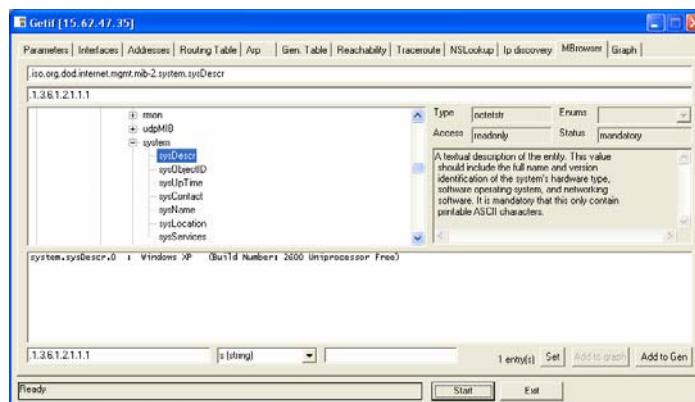 Getif [15.62.47.35]
Parameters Interfaces Addresses Routing Table Arp Gen. Table Reachability Traceroute NSLookup Ip discovery MBrowser Graph
.iso.org.dod.internet.mgmt.mib-2.system.sysDescr
.1.3.6.1.2.1.1.1
rmon
udpMIB
system
sysDescr
sysObjectID
sysUpTime
sysContact
sysName
sysLocation
sysServices
Type octetstr Enums
Access readonly Status mandatory
A textual description of the entity. This value
should include the full name and version
identification of the system's hardware type,
software operating system, and networking
software. It is mandatory that this only contain
printable ASCII characters.
system.sysDescr.0 : Windows XP (Build Number: 2600 Uniprocessor Free)
.1.3.6.1.2.1.1.1 s (string) 1 entry(s) Set Add to graph Add to Gen
Ready Start Exit